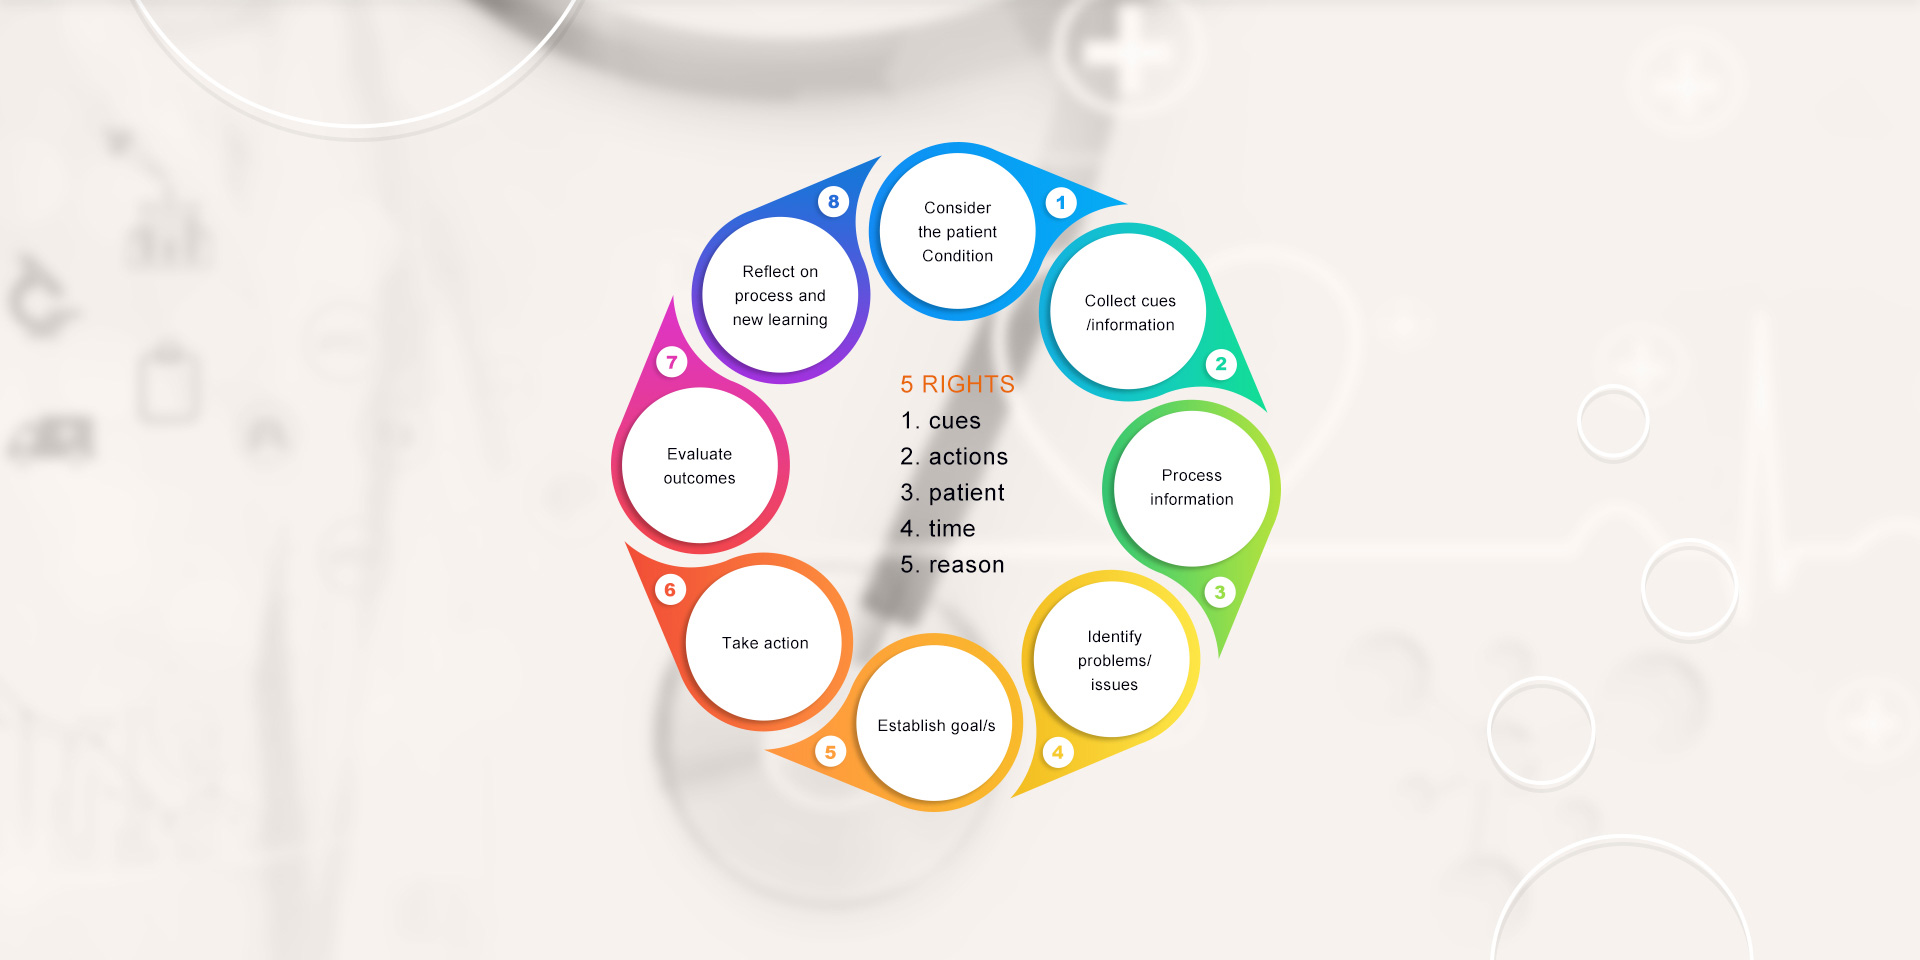 1
Consider
the patient
Condition
2
Collect cues
/information
3
Process
information
4
Identify
problems/
issues
5
Establish goal/s
6
Take action
7
Evaluate
outcomes
8
Reflect on
process and
new learning
5 RIGHTS
1. cues
2. actions
3. patient
4. time
5. reason